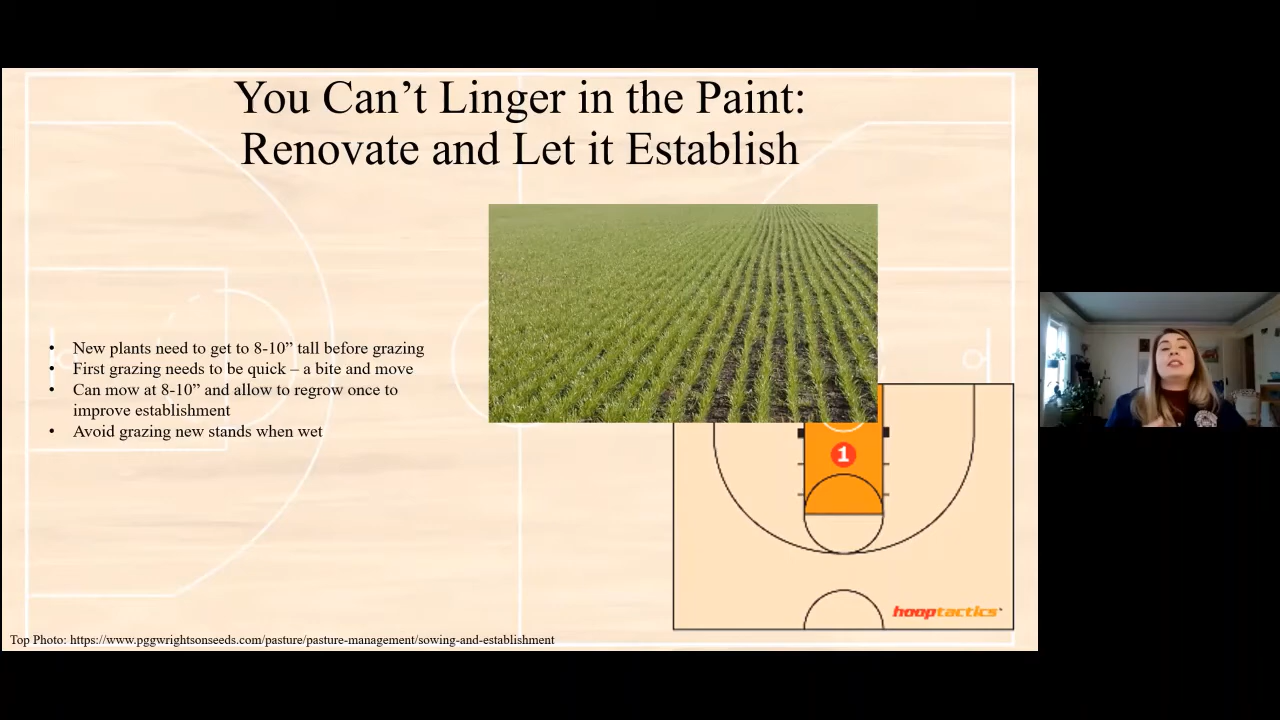 You Can’t Linger in the Paint:
Renovate and Let it Establish
• New plants need to get to 8-10” tall before grazing
• First grazing needs to be quick – a bite and move
• Can mow at 8-10” and allow to regrow once to
improve establishment
• Avoid grazing new stands when wet
1
hooptactics
Top Photo: https://www.pggwrightsonseeds.com/pasture/pasture-management/sowing-and-establishment